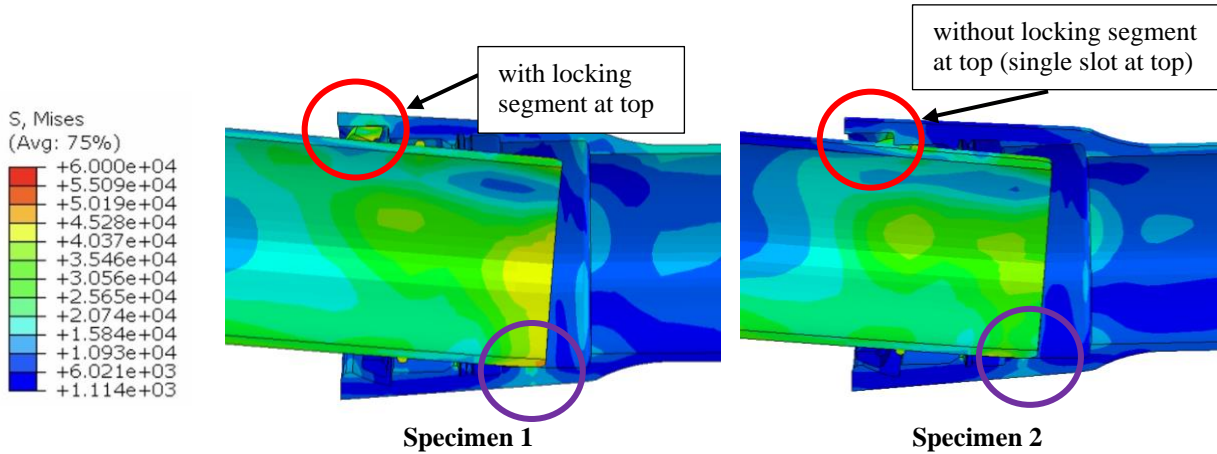 with locking
segment at top
without locking segment
at top (single slot at top)
S, Mises
(Avg: 75%)
+6.000e+04
+5.509e+04
+5.019e+04
+4.528e+04
+4.037e+04
+3.546e+04
+3.056e+04
+2.565e+04
+2.074e+04
+1.584e+04
+1.093e+04
+6.021e+03
+1.114e+03
Specimen 1
Specimen 2